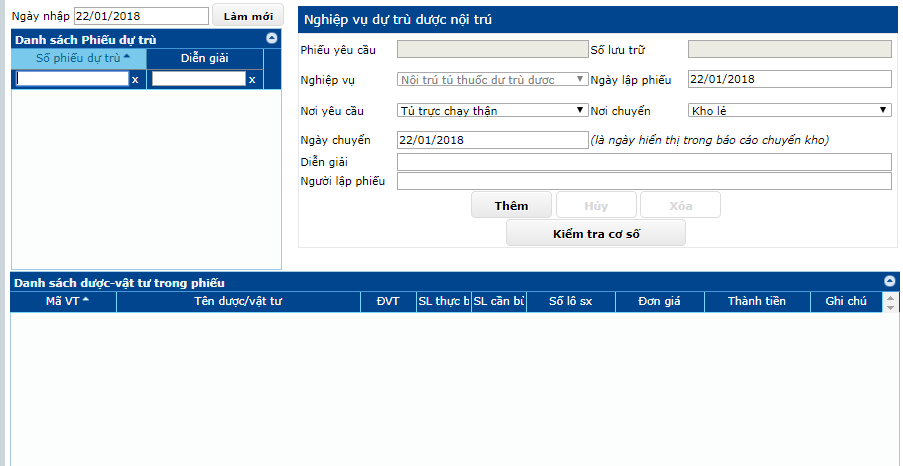 Ngày nhập 22/01/2018 Làm mới
Danh sách Phiếu dự trù
Số phiếu dự trù Diễn giải
x x
Nghiệp vụ dự trù dược nội trú
Phiếu yêu cầu Số lưu trữ
Nghiệp vụ Nội trú tủ thuốc dự trù dược Ngày lập phiếu 22/01/2018
Nơi yêu cầu Tủ trực chạy thận Nơi chuyển Kho lẻ
Ngày chuyển 22/01/2018 (là ngày hiển thị trong báo cáo chuyển kho)
Diễn giải
Người lập phiếu
Thêm Hủy Xóa
Kiểm tra cơ số
Danh sách dược-vật tư trong phiếu
Mã VT Tên dược/vật tư ĐVT SL thực b SL cần bù Số lô sx Đơn giá Thành tiền Ghi chú